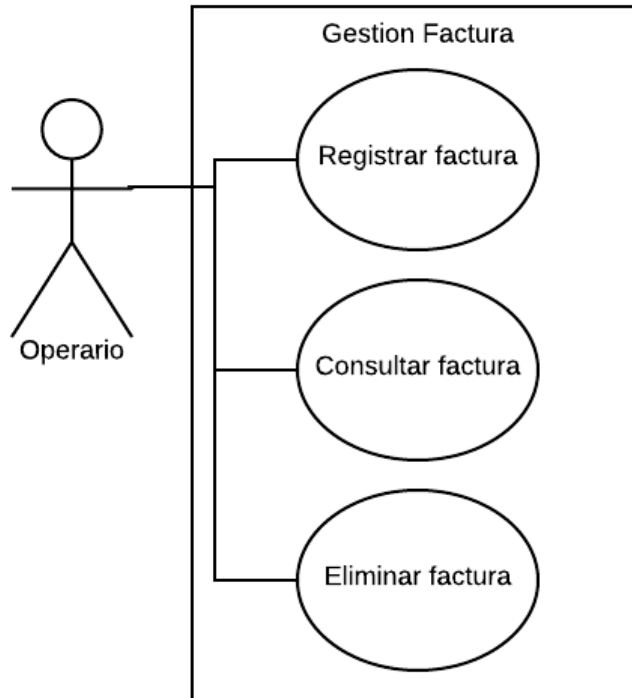 Gestion Factura
Registrar factura
Operario
Consultar factura
Eliminar factura